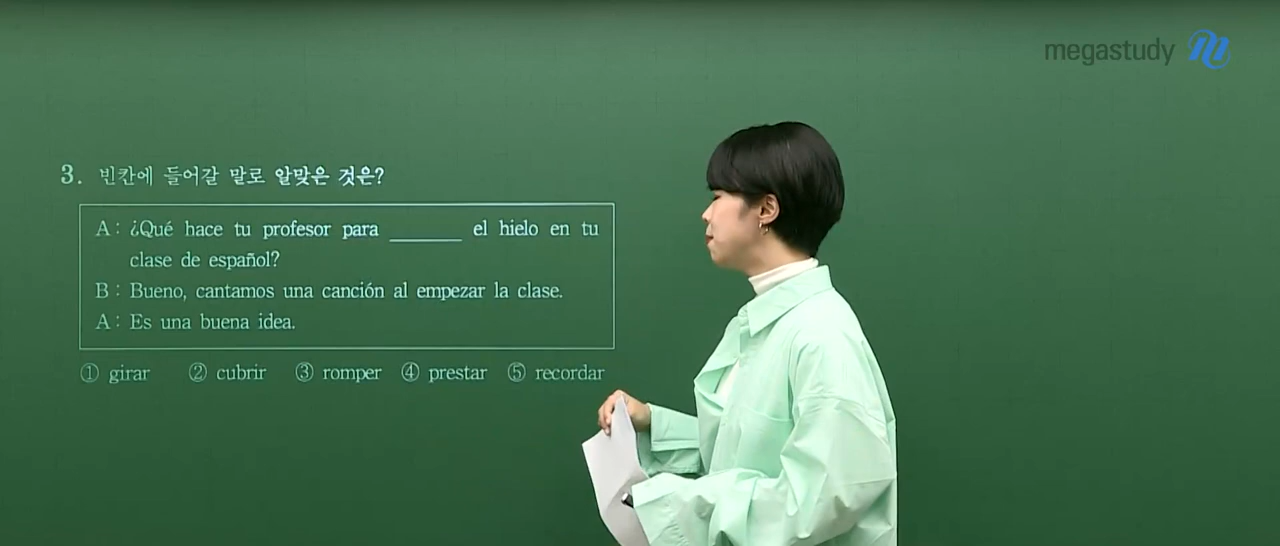 megastudy
3. 빈칸에 들어갈 말로 알맞은 것은?
A : ¿Qué hace tu profesor para ______ el hielo en tu
clase de español?
B : Bueno, cantamos una canción al empezar la clase.
A : Es una buena idea.
① girar ② cubrir ③ romper ④ prestar ⑤ recordar